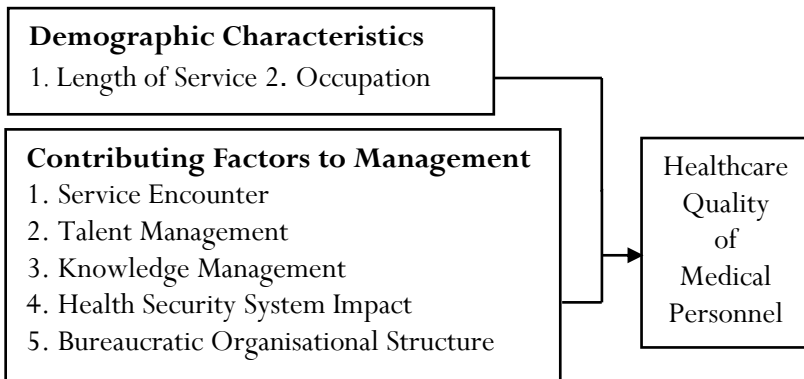 Demographic Characteristics
1. Length of Service 2. Occupation
Contributing Factors to Management
1. Service Encounter
2. Talent Management
3. Knowledge Management
4. Health Security System Impact
5. Bureaucratic Organisational Structure
Healthcare
Quality
of
Medical
Personnel